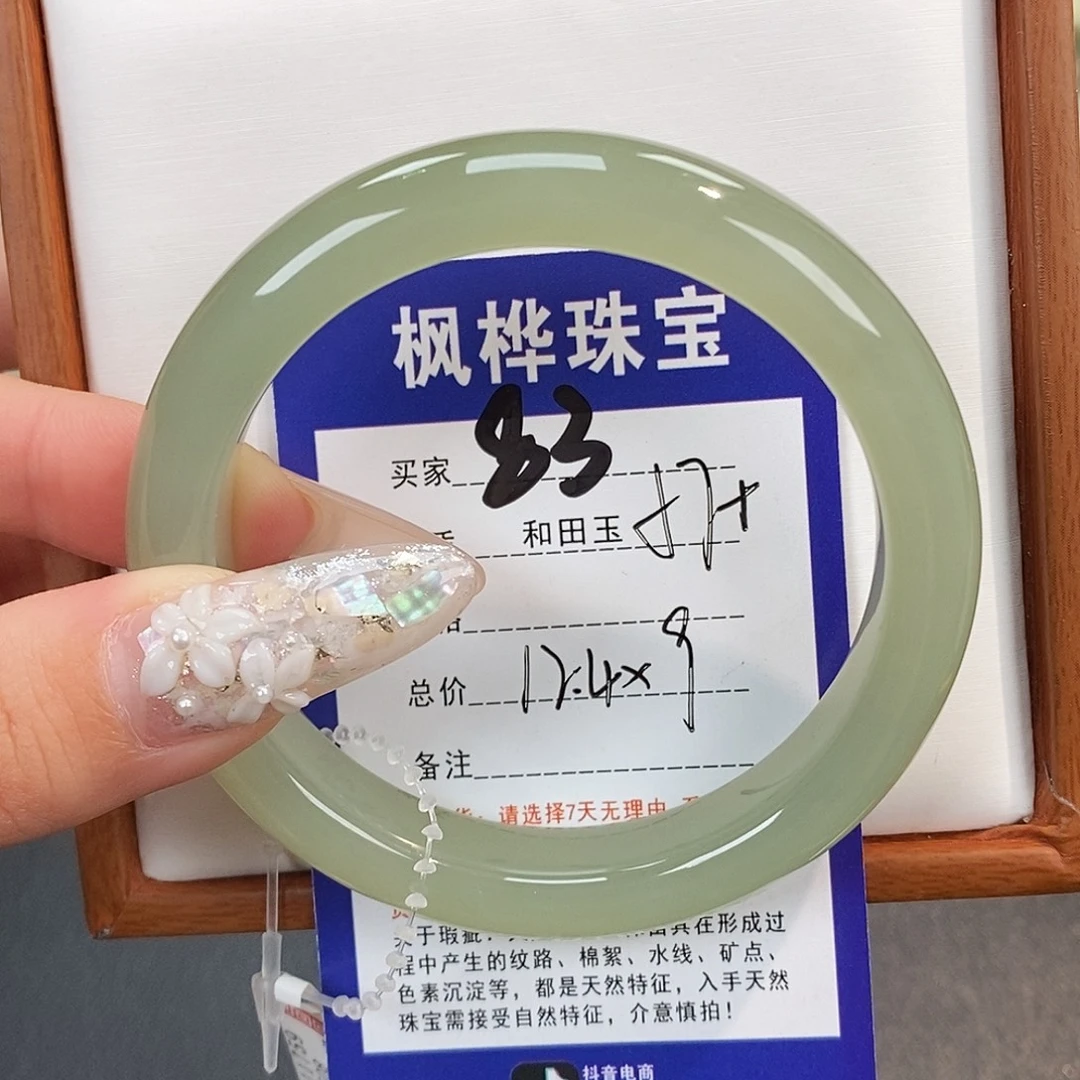 枫桦珠宝
买家 83
和田玉
总价
备注
请选择7天无理由
关于瑕疵
程中产生的纹路、棉絮、水线、矿点、
色素沉淀等，都是天然特征，入手天然
珠宝需接受自然特征，介意慎拍！
抖音电商